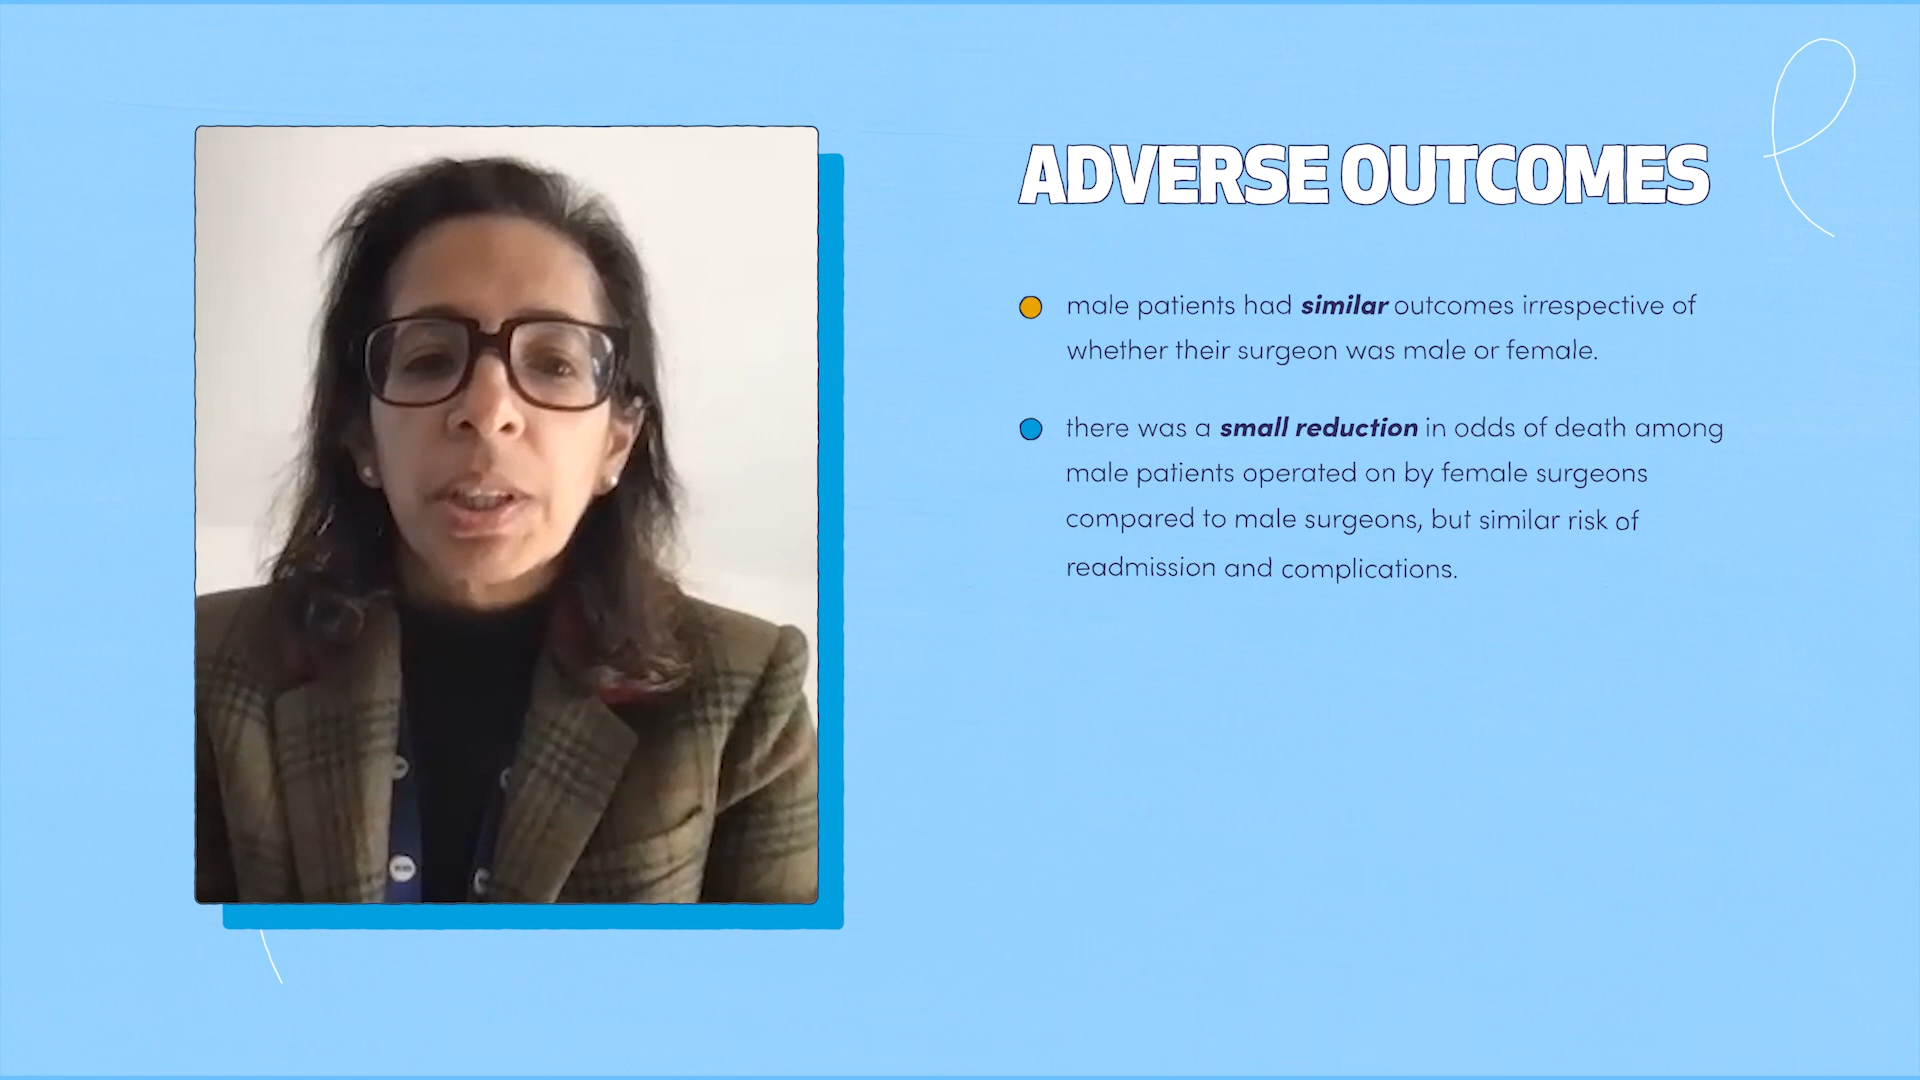 ADVERSE OUTCOMES
male patients had similar outcomes irrespective of
whether their surgeon was male or female.
there was a small reduction in odds of death among
male patients operated on by female surgeons
compared to male surgeons, but similar risk of
readmission and complications.